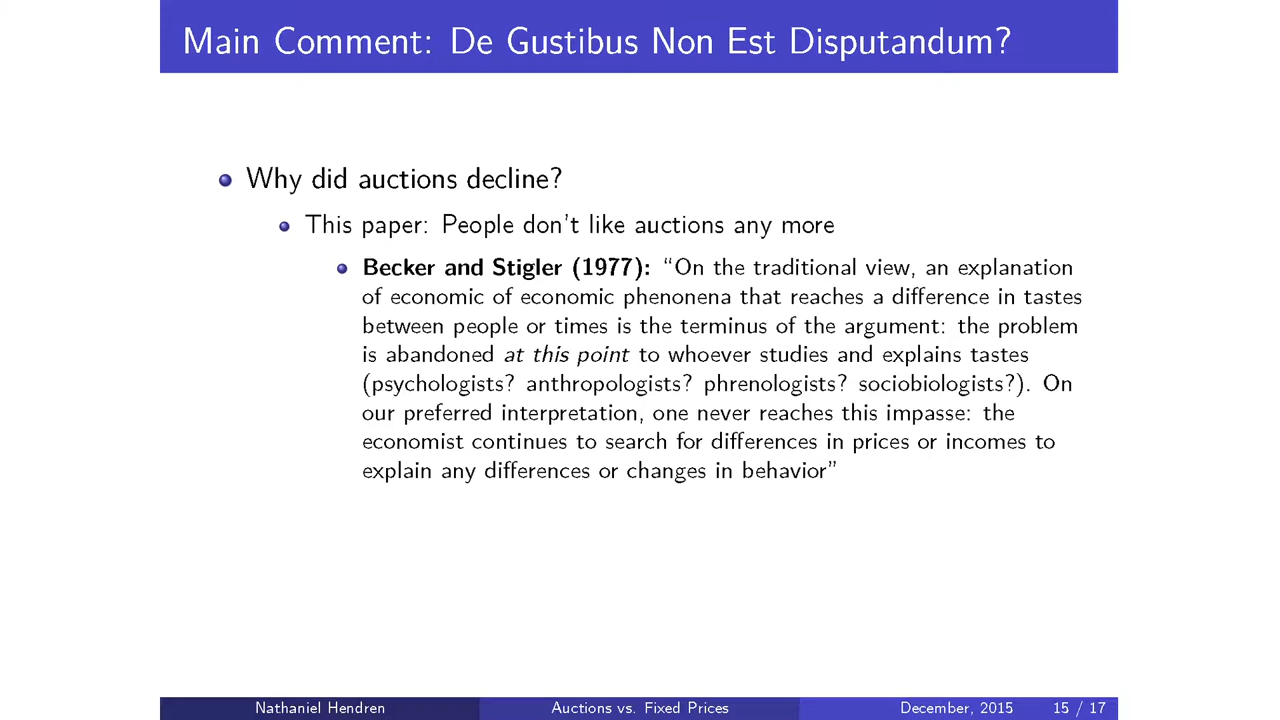 Main Comment: De Gustibus Non Est Disputandum?
Why did auctions decline?
This paper: People don't like auctions any more
Becker and Stigler (1977): “On the traditional view, an explanation
of economic of economic phenonena that reaches a difference in tastes
between people or times is the terminus of the argument: the problem
is abandoned at this point to whoever studies and explains tastes
(psychologists? anthropologists? phrenologists? sociobiologists?). On
our preferred interpretation, one never reaches this impasse: the
economist continues to search for differences in prices or incomes to
explain any differences or changes in behavior”
Nathaniel Hendren Auctions vs. Fixed Prices December, 2015 15 / 17